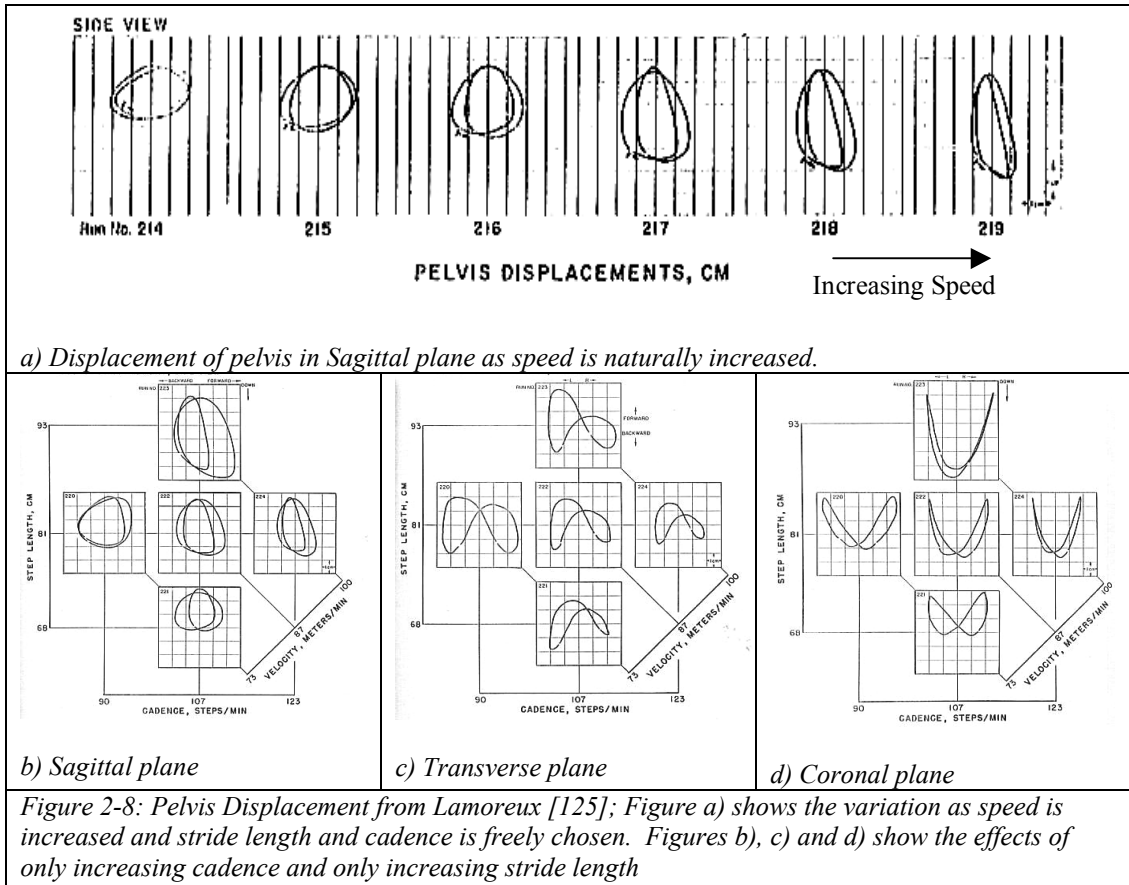 SIDE VIEW
Run No. 214 215 216 217 218 219
PELVIS DISPLACEMENTS, CM
Increasing Speed
a) Displacement of pelvis in Sagittal plane as speed is naturally increased.
BACKWARD FORWARD DOWN
RUN NO. 223
93
STEP LENGTH, CM
220 222 224
81
1cm
221
68
100
87
73
VELOCITY, METERS/MIN
90 107 123
CADENCE, STEPS/MIN
b) Sagittal plane
L R
RUN NO. 223
FORWARD
BACKWARD
93
STEP LENGTH, CM
220 222 224
81
1cm
221
68
100
87
73
VELOCITY, METERS/MIN
90 107 123
CADENCE, STEPS/MIN
c) Transverse plane
L R DOWN
RUN NO. 223
93
STEP LENGTH, CM
220 222 224
81
1cm
221
68
100
87
73
VELOCITY, METERS/MIN
90 107 123
CADENCE, STEPS/MIN
d) Coronal plane
Figure 2-8: Pelvis Displacement from Lamoreux [125]; Figure a) shows the variation as speed is
increased and stride length and cadence is freely chosen. Figures b), c) and d) show the effects of
only increasing cadence and only increasing stride length